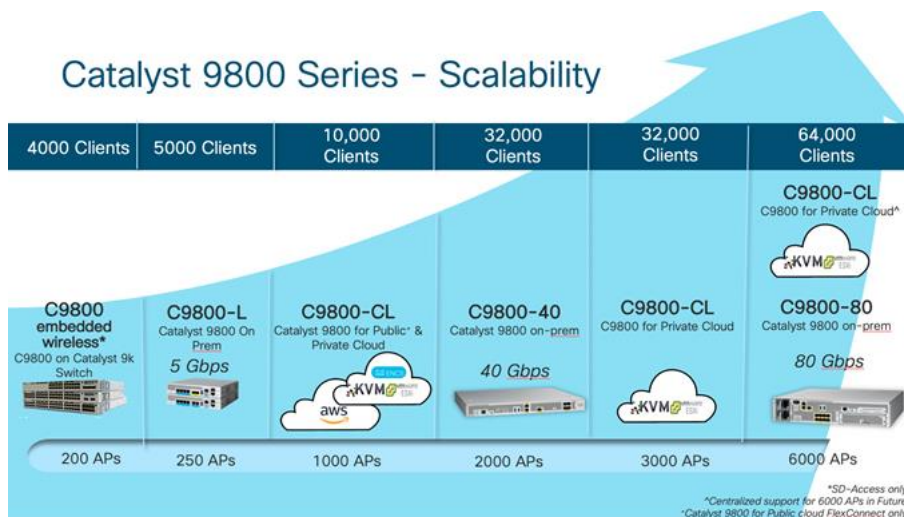 Catalyst 9800 Series - Scalability
4000 Clients
5000 Clients
10,000
Clients
32,000
Clients
32,000
Clients
64,000
Clients
C9800-CL
C9800 for Private Cloud^
KVM
ESXi
C9800
embedded
wireless*
C9800 on Catalyst 9k
Switch
C9800-L
Catalyst 9800 On
Prem
5 Gbps
C9800-CL
Catalyst 9800 for Public+ &
Private Cloud
KVM
ESXi
aws
C9800-40
Catalyst 9800 on-prem
40 Gbps
C9800-CL
C9800 for Private Cloud
KVM
ESXi
C9800-80
Catalyst 9800 on-prem
80 Gbps
200 APs
250 APs
1000 APs
2000 APs
3000 APs
6000 APs
*SD-Access only
^Centralized support for 6000 APs in Future
+Catalyst 9800 for Public cloud FlexConnect only